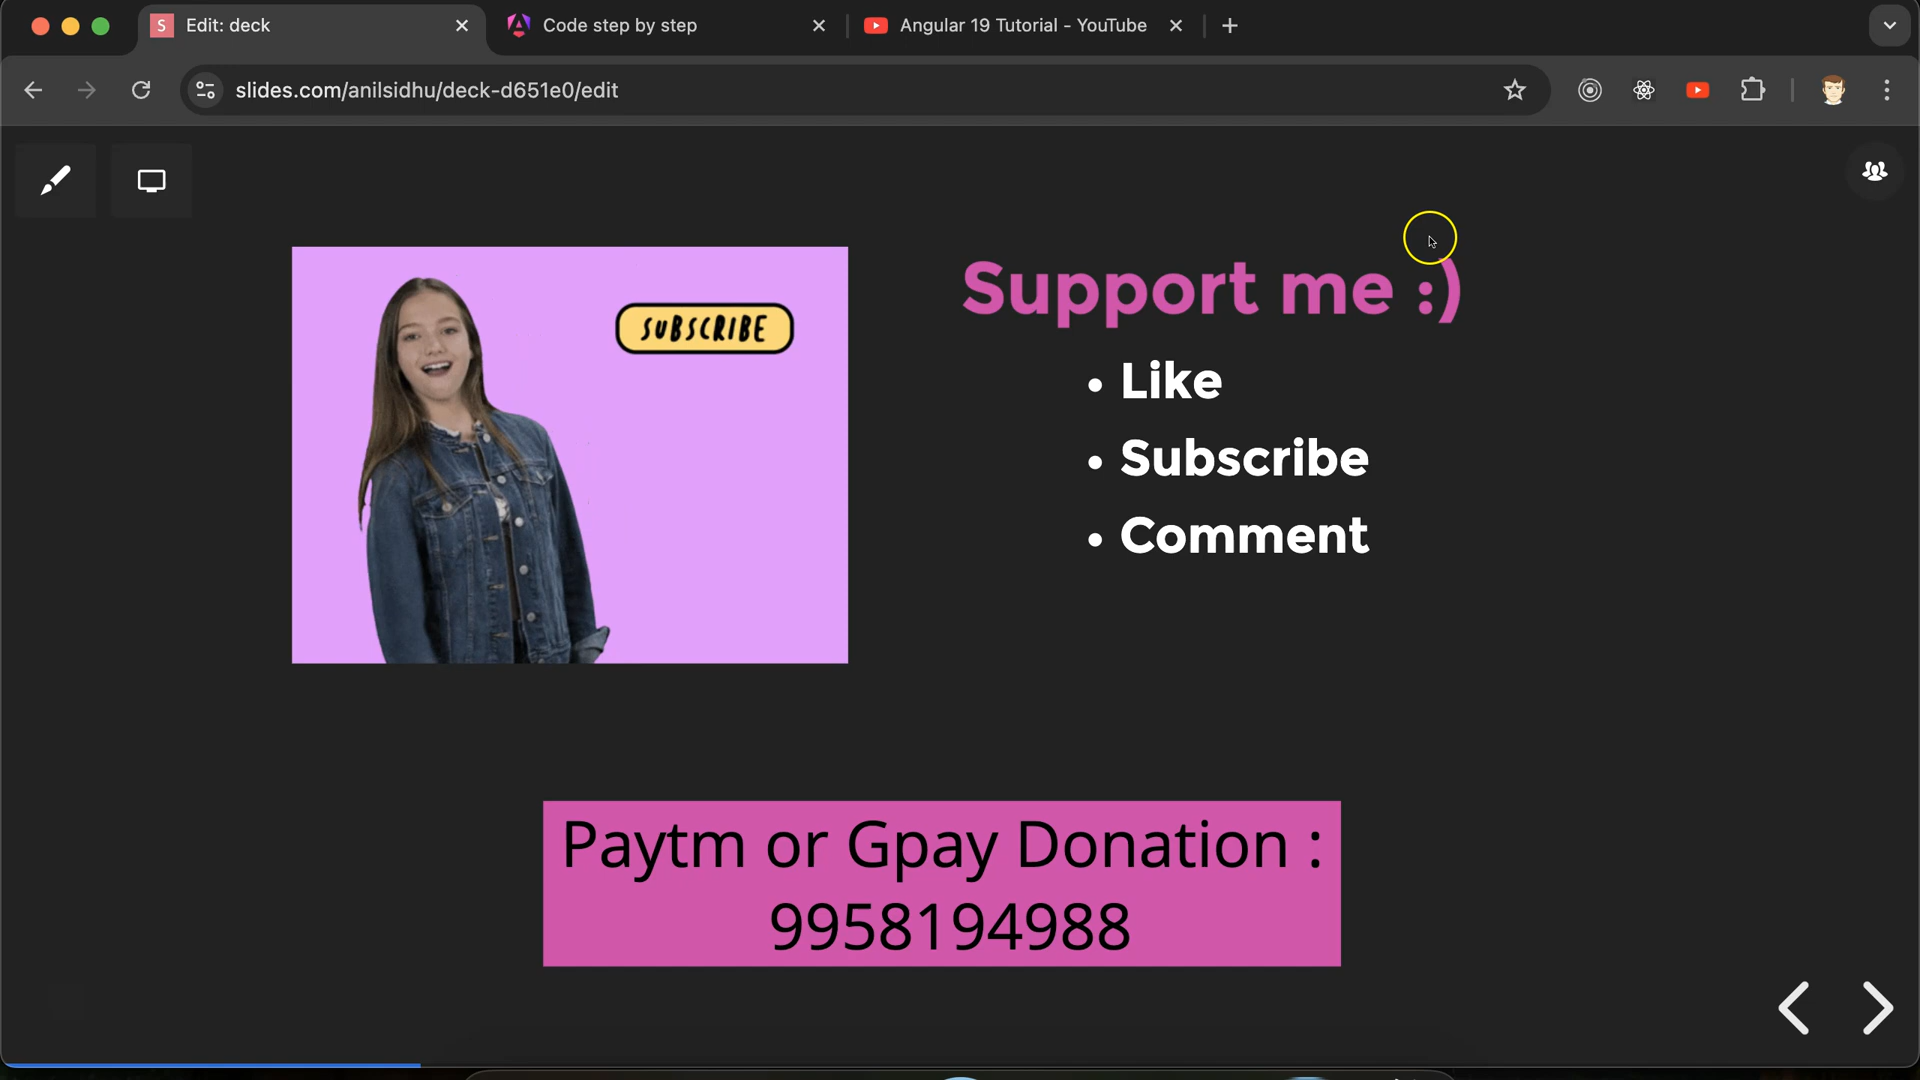 S Edit: deck
Code step by step
Angular 19 Tutorial - YouTube
slides.com/anilsidhu/deck-d651e0/edit
SUBSCRIBE
Support me :)
• Like
• Subscribe
• Comment
Paytm or Gpay Donation :
9958194988